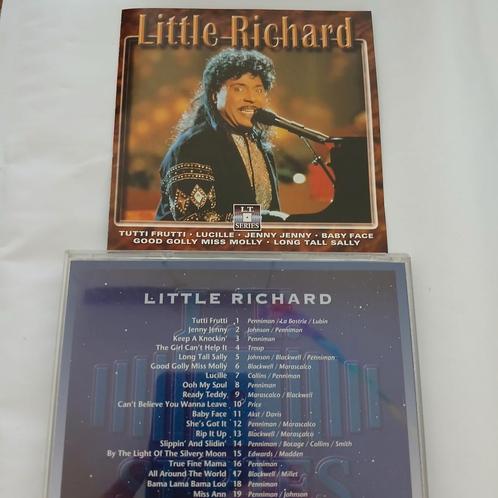 Little Richard
L.T.
SERIES
TUTTI FRUTTI • LUCILLE • JENNY JENNY • BABY FACE
GOOD GOLLY MISS MOLLY • LONG TALL SALLY
LITTLE RICHARD
Tutti Frutti 1 Penniman / La Bostrie / Lubin
Jenny Jenny 2 Johnson / Penniman
Keep A Knockin' 3 Penniman
The Girl Can't Help It 4 Troup
Long Tall Sally 5 Johnson / Blackwell / Penniman
Good Golly Miss Molly 6 Blackwell / Marascalco
Lucille 7 Collins / Penniman
Ooh My Soul 8 Penniman
Ready Teddy 9 Marascalco / Blackwell
Can't Believe You Wanna Leave 10 Price
Baby Face 11 Akst / Davis
She's Got It 12 Penniman / Marascalco
Rip It Up 13 Blackwell / Marascalco
Slippin' And Slidin' 14 Penniman / Bocage / Collins / Smith
By The Light Of The Silvery Moon 15 Edwards / Madden
True Fine Mama 16 Penniman
All Around The World 17 Blackwell / Millet
Bama Lama Bama Loo 18 Penniman
Miss Ann 19 Penniman / Johnson